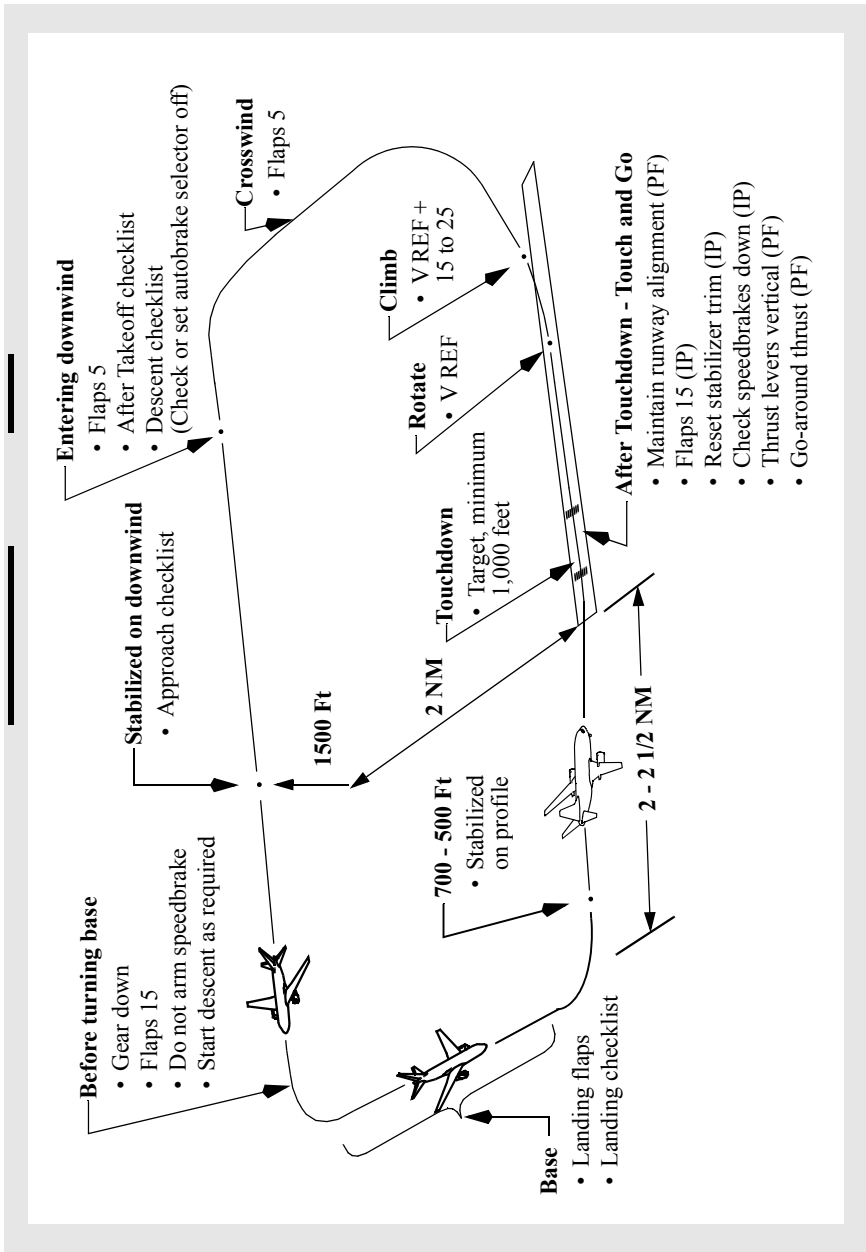 Before turning base
• Gear down
• Flaps 15
• Do not arm speedbrake
• Start descent as required
Stabilized on downwind
• Approach checklist
Entering downwind
• Flaps 5
• After Takeoff checklist
• Descent checklist
(Check or set autobrake selector off)
Crosswind
• Flaps 5
1500 Ft
2 NM
Climb
• V REF +
15 to 25
Rotate
• V REF
Touchdown
• Target, minimum
1,000 feet
700 - 500 Ft
• Stabilized
on profile
Base
• Landing flaps
• Landing checklist
2 - 2 1/2 NM
After Touchdown - Touch and Go
• Maintain runway alignment (PF)
• Flaps 15 (IP)
• Reset stabilizer trim (IP)
• Check speedbrakes down (IP)
• Thrust levers vertical (PF)
• Go-around thrust (PF)